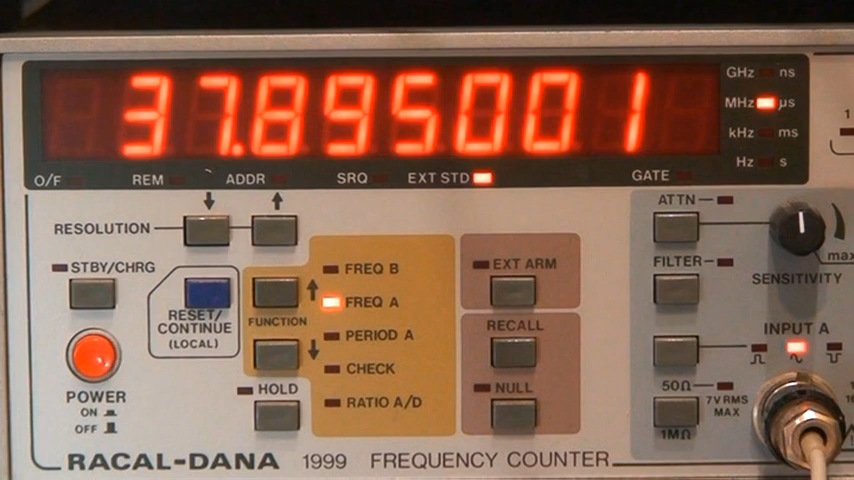 37.895001
GHz ns
MHz µs
kHz ms
Hz s
O/F REM ADDR SRQ EXT STD GATE
RESOLUTION
ATTN
STBY/CHRG
FREQ B
EXT ARM
FILTER
max
SENSITIVITY
RESET/
CONTINUE
(LOCAL)
FUNCTION
FREQ A
PERIOD A
RECALL
INPUT A
CHECK
POWER
ON
OFF
HOLD
RATIO A/D
NULL
50Ω
7V RMS
MAX
1MΩ
RACAL-DANA 1999 FREQUENCY COUNTER